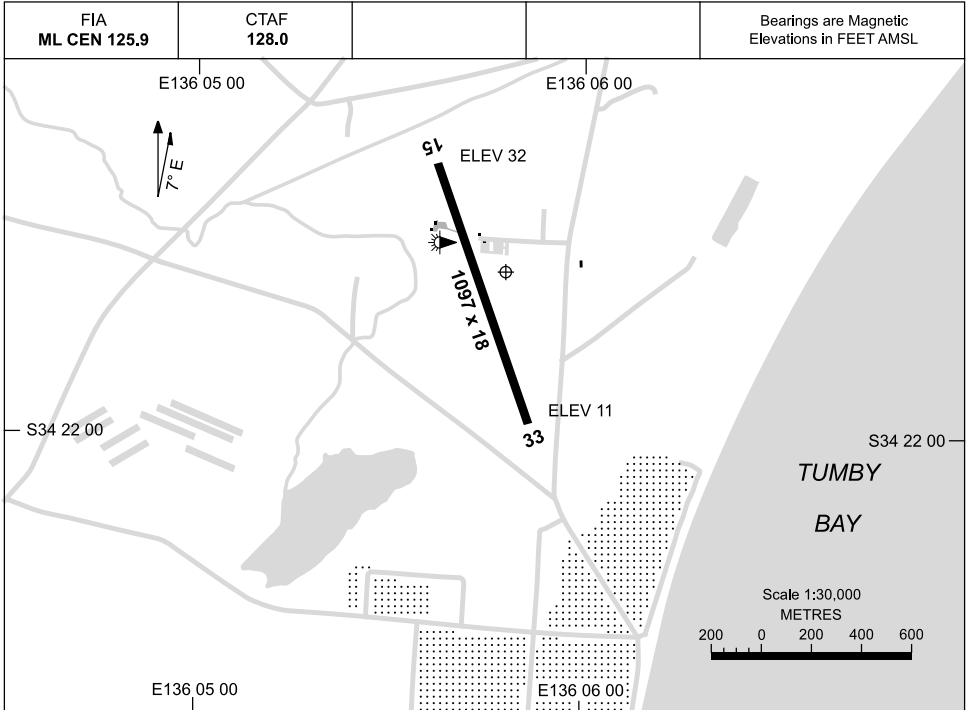 FIA
ML CEN 125.9
CTAF
128.0
Bearings are Magnetic
Elevations in FEET AMSL
E136 05 00
E136 06 00
7° E
15
ELEV 32
1097 x 18
ELEV 11
33
S34 22 00
S34 22 00
TUMBY
BAY
Scale 1:30,000
METRES
200 0 200 400 600
E136 05 00
E136 06 00